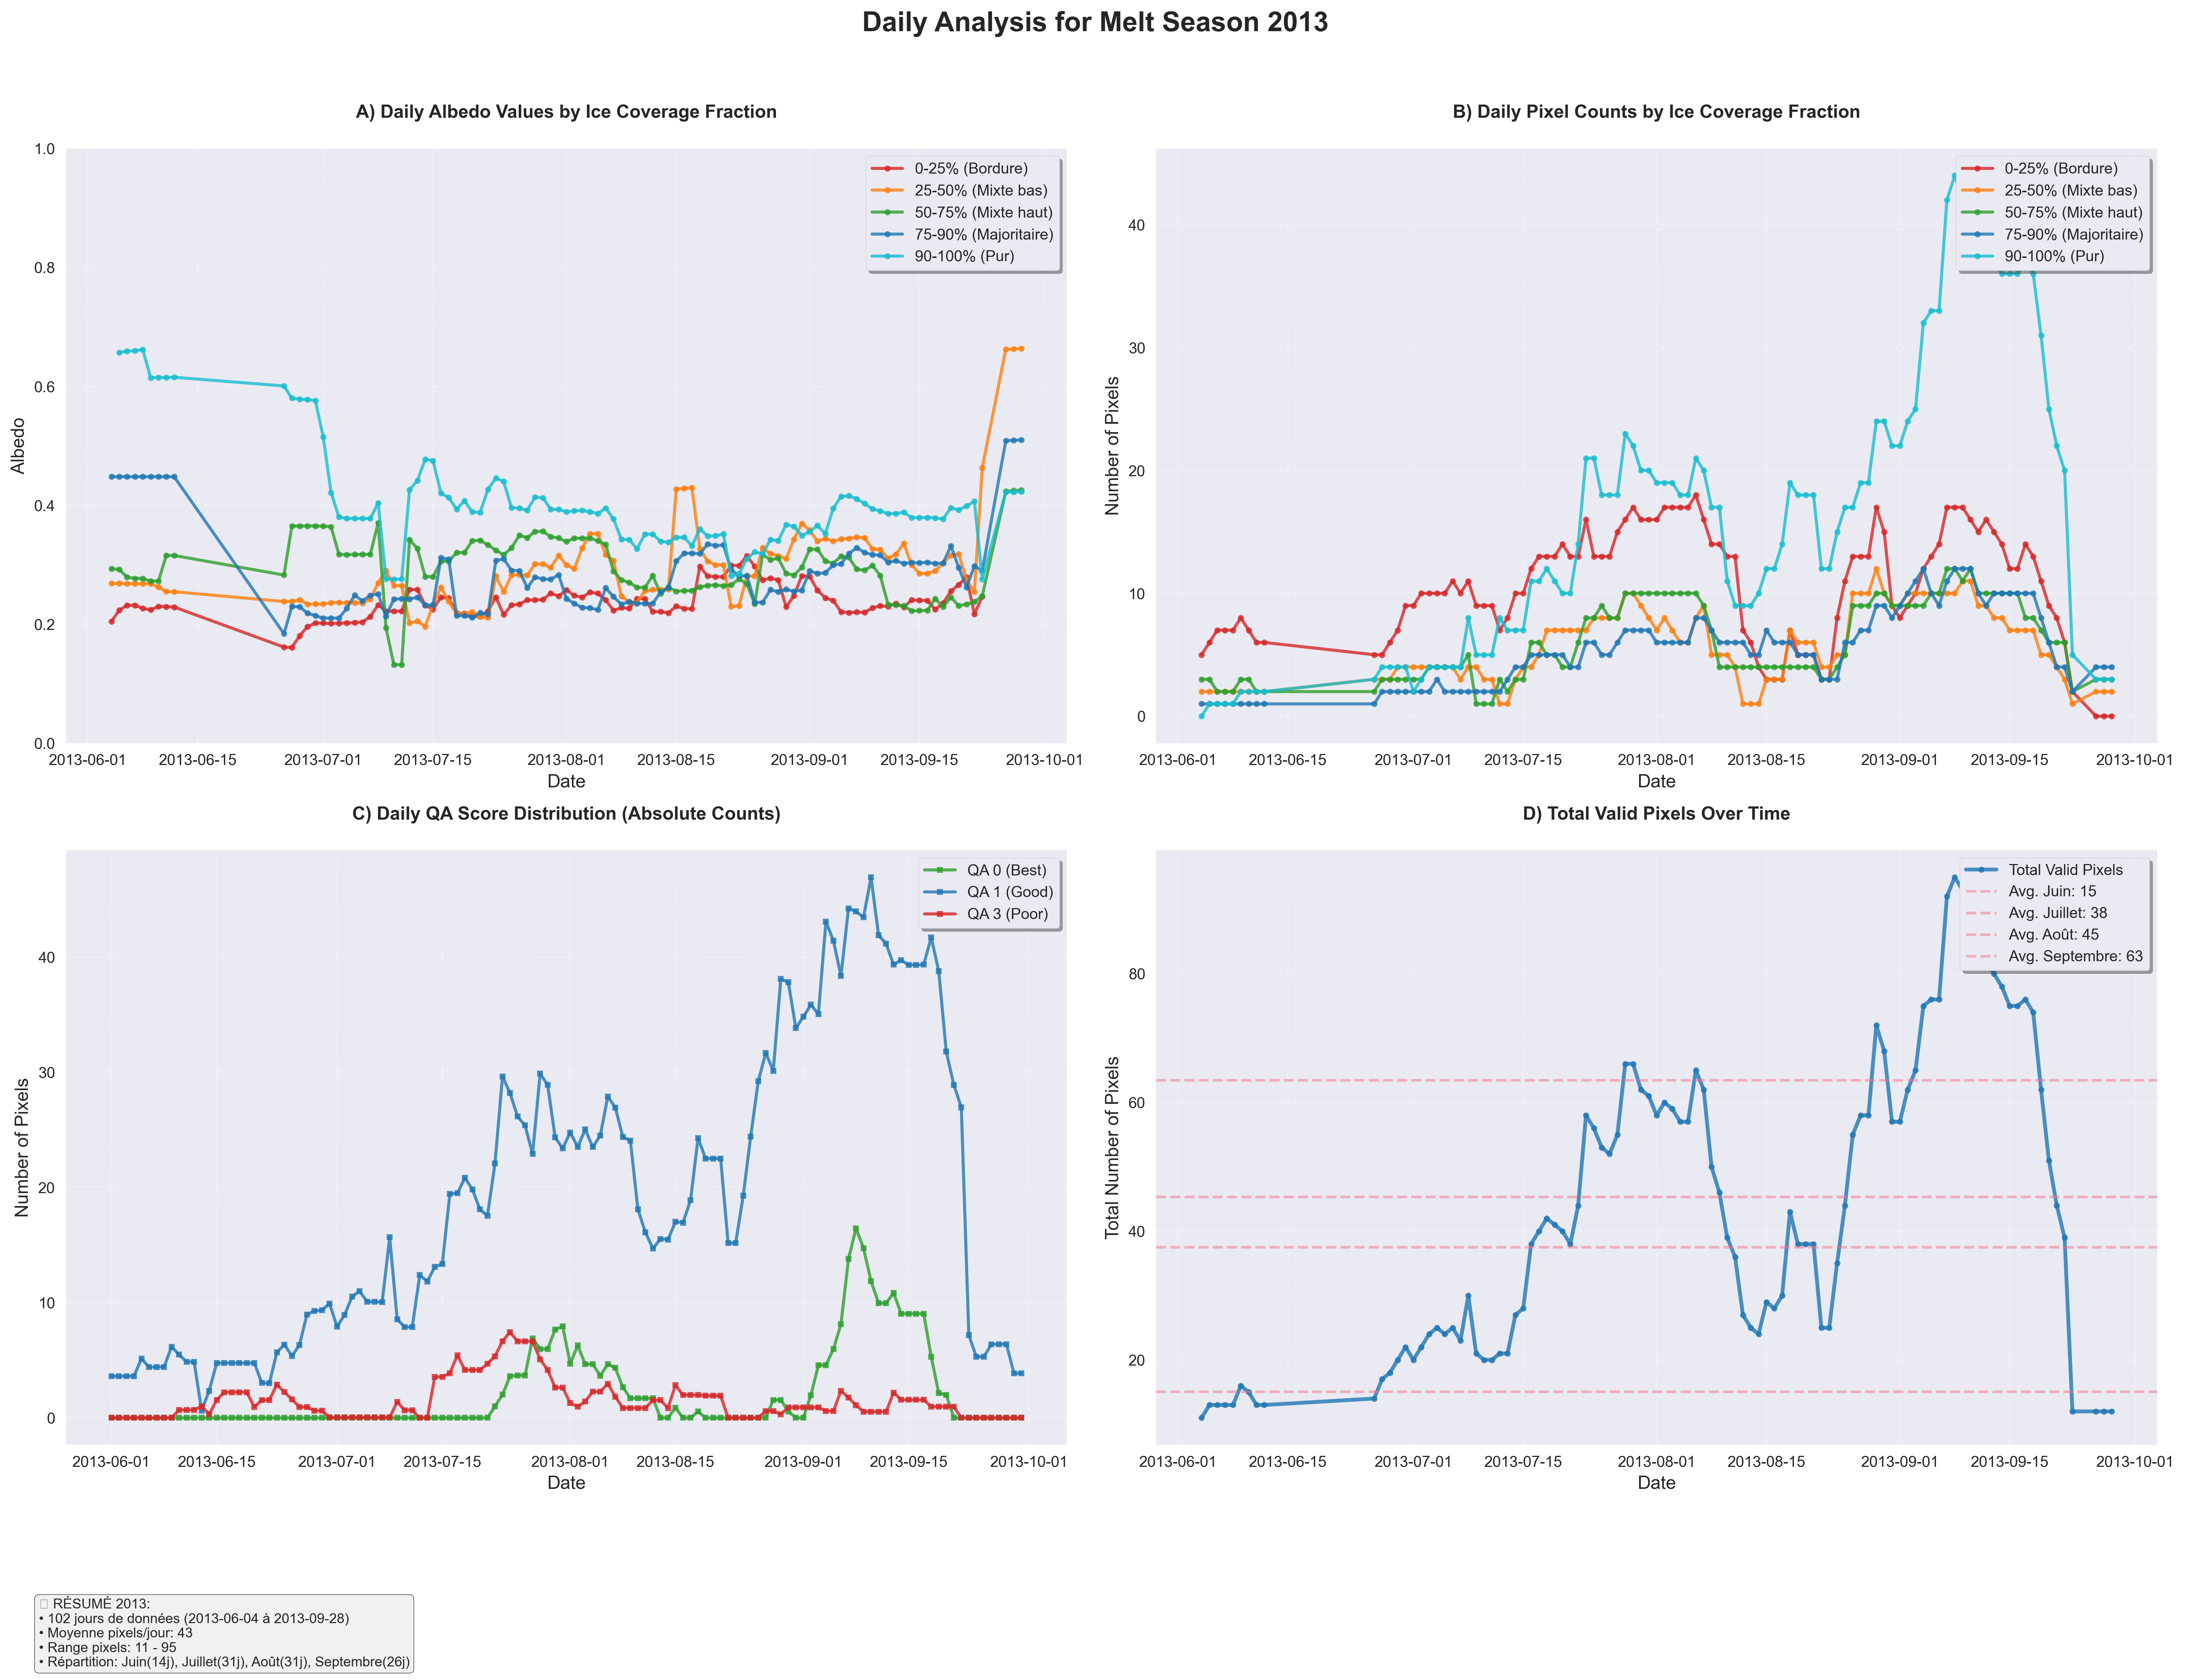 Daily Analysis for Melt Season 2013
A) Daily Albedo Values by Ice Coverage Fraction
1.0
0.8
0.6
0.4
0.2
0.0
Albedo
0-25% (Bordure)
25-50% (Mixte bas)
50-75% (Mixte haut)
75-90% (Majoritaire)
90-100% (Pur)
2013-06-01 2013-06-15 2013-07-01 2013-07-15 2013-08-01 2013-08-15 2013-09-01 2013-09-15 2013-10-01
Date
B) Daily Pixel Counts by Ice Coverage Fraction
40
30
20
10
0
Number of Pixels
0-25% (Bordure)
25-50% (Mixte bas)
50-75% (Mixte haut)
75-90% (Majoritaire)
90-100% (Pur)
2013-06-01 2013-06-15 2013-07-01 2013-07-15 2013-08-01 2013-08-15 2013-09-01 2013-09-15 2013-10-01
Date
C) Daily QA Score Distribution (Absolute Counts)
40
30
20
10
0
Number of Pixels
QA 0 (Best)
QA 1 (Good)
QA 3 (Poor)
2013-06-01 2013-06-15 2013-07-01 2013-07-15 2013-08-01 2013-08-15 2013-09-01 2013-09-15 2013-10-01
Date
D) Total Valid Pixels Over Time
80
60
40
20
Total Number of Pixels
Total Valid Pixels
Avg. Juin: 15
Avg. Juillet: 38
Avg. Août: 45
Avg. Septembre: 63
2013-06-01 2013-06-15 2013-07-01 2013-07-15 2013-08-01 2013-08-15 2013-09-01 2013-09-15 2013-10-01
Date
RÉSUMÉ 2013:
• 102 jours de données (2013-06-04 à 2013-09-28)
• Moyenne pixels/jour: 43
• Range pixels: 11 - 95
• Répartition: Juin(14j), Juillet(31j), Août(31j), Septembre(26j)